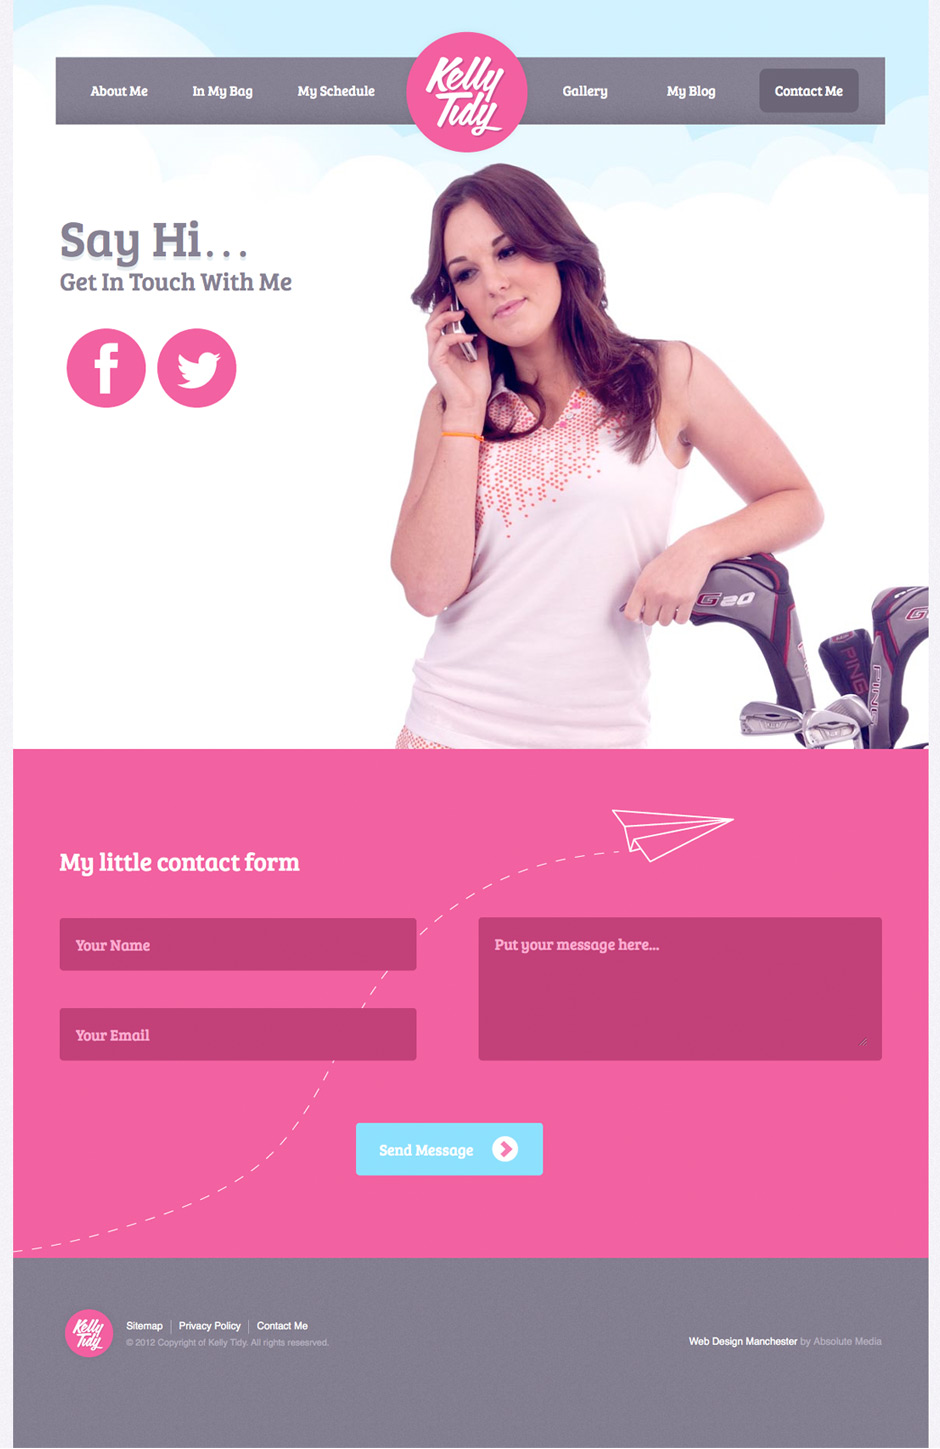 About Me
In My Bag
My Schedule
Kelly
Tidy
Gallery
My Blog
Contact Me
Say Hi...
Get In Touch With Me
G20
PING
PING
My little contact form
Your Name
Put your message here...
Your Email
Send Message
Kelly
Tidy
Sitemap
Privacy Policy
Contact Me
© 2012 Copyright of Kelly Tidy. All rights resesrved.
Web Design Manchester by Absolute Media